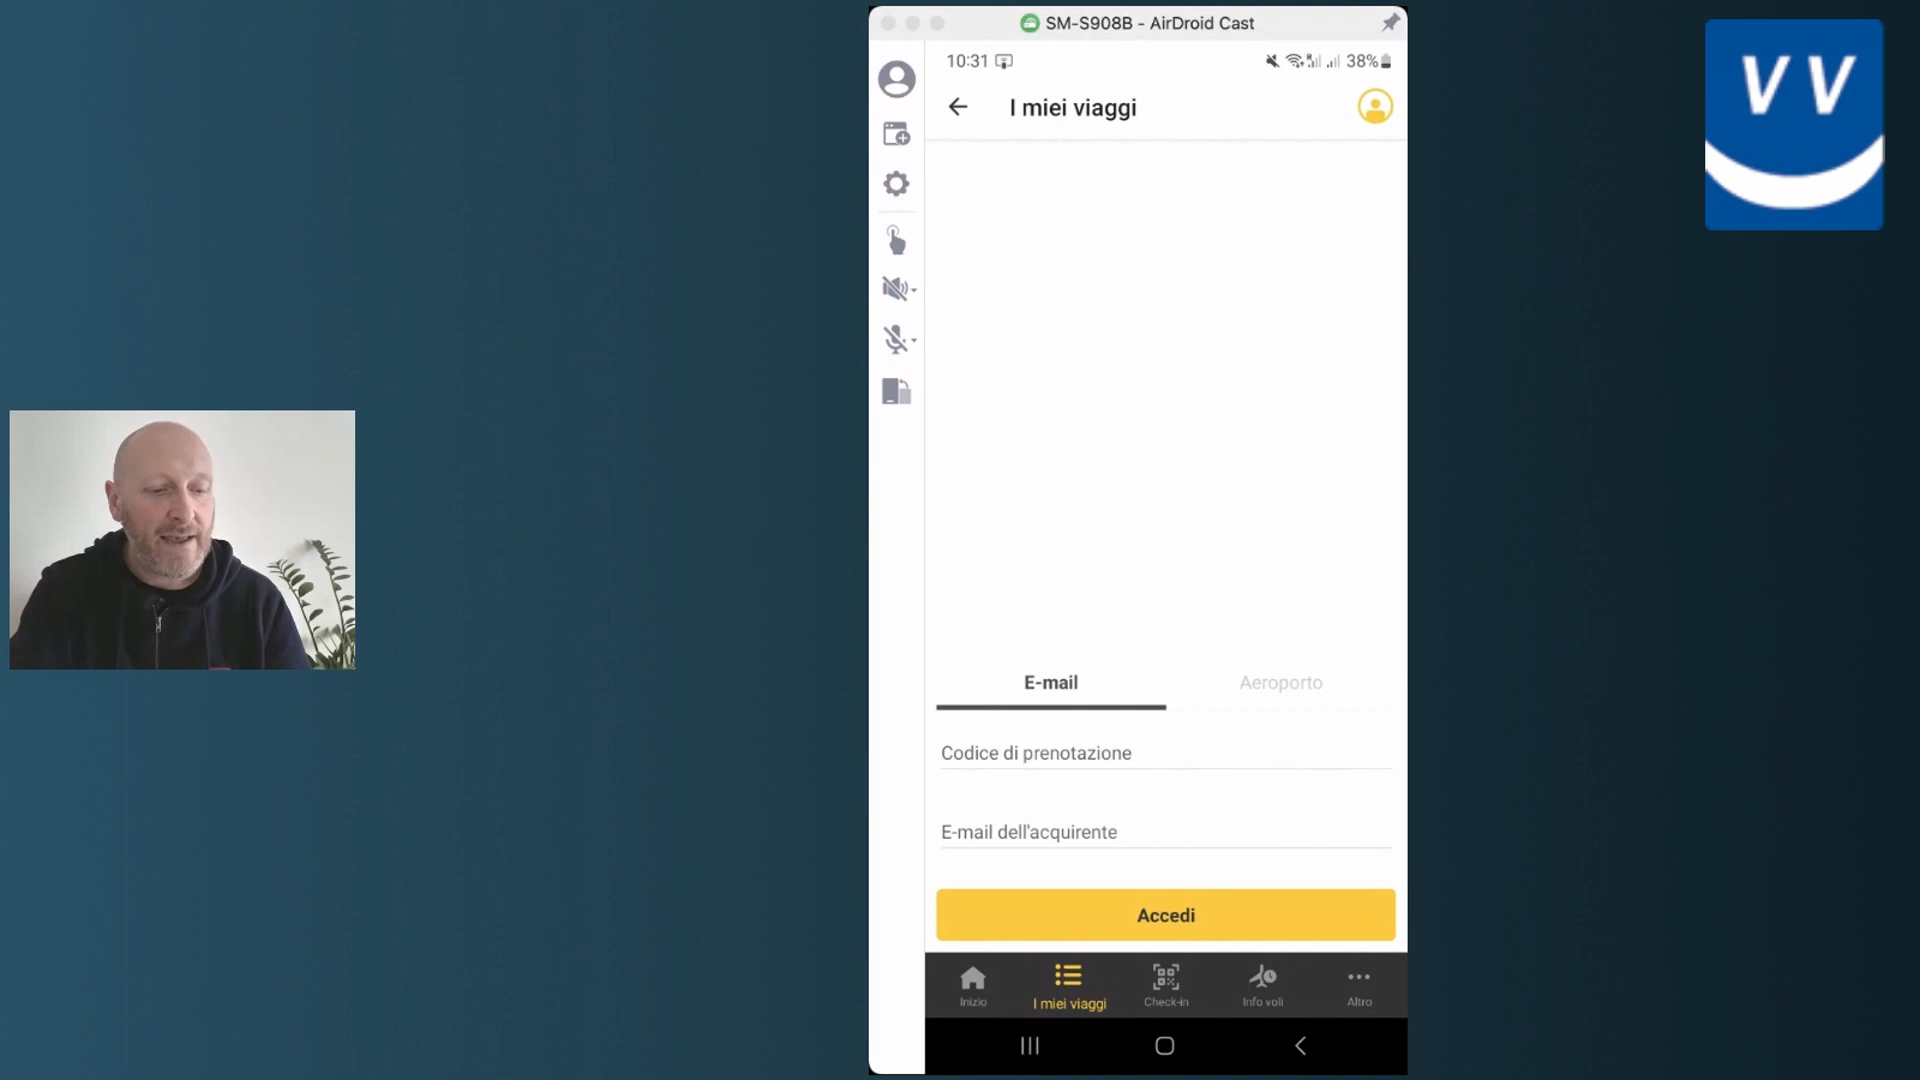 SM-S908B - AirDroid Cast
10:31
38%
I miei viaggi
VV
E-mail
Aeroporto
Codice di prenotazione
E-mail dell'acquirente
Accedi
Inizio
I miei viaggi
Check-in
Info voli
Altro